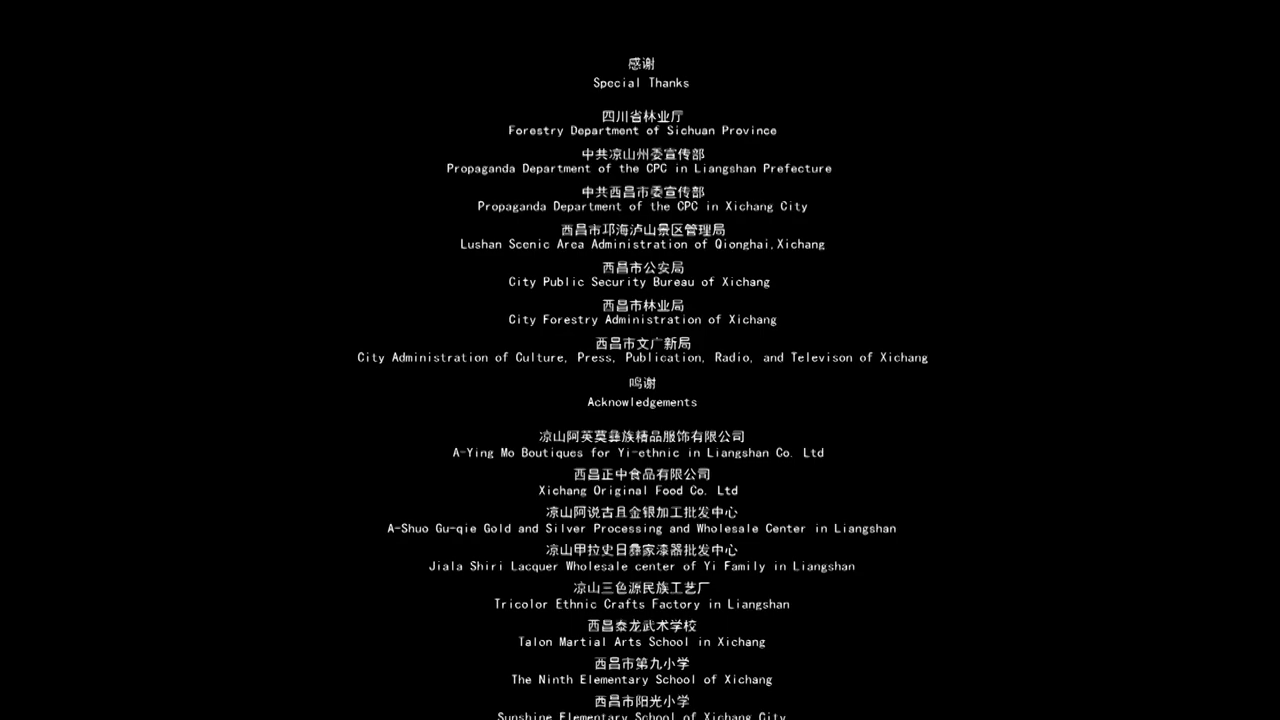 感谢
Special Thanks
四川省林业厅
Forestry Department of Sichuan Province
中共凉山州委宣传部
Propaganda Department of the CPC in Liangshan Prefecture
中共西昌市委宣传部
Propaganda Department of the CPC in Xichang City
西昌市邛海泸山景区管理局
Lushan Scenic Area Administration of Qionghai,Xichang
西昌市公安局
City Public Security Bureau of Xichang
西昌市林业局
City Forestry Administration of Xichang
西昌市文广新局
City Administration of Culture, Press, Publication, Radio, and Televison of Xichang
鸣谢
Acknowledgements
凉山阿英莫彝族精品服饰有限公司
A-Ying Mo Boutiques for Yi-ethnic in Liangshan Co. Ltd
西昌正中食品有限公司
Xichang Original Food Co. Ltd
凉山阿说古且金银加工批发中心
A-Shuo Gu-qie Gold and Silver Processing and Wholesale Center in Liangshan
凉山甲拉史日彝家漆器批发中心
Jiala Shiri Lacquer Wholesale center of Yi Family in Liangshan
凉山三色源民族工艺厂
Tricolor Ethnic Crafts Factory in Liangshan
西昌泰龙武术学校
Talon Martial Arts School in Xichang
西昌市第九小学
The Ninth Elementary School of Xichang
西昌市阳光小学
Sunshine Elementary School of Xichang City